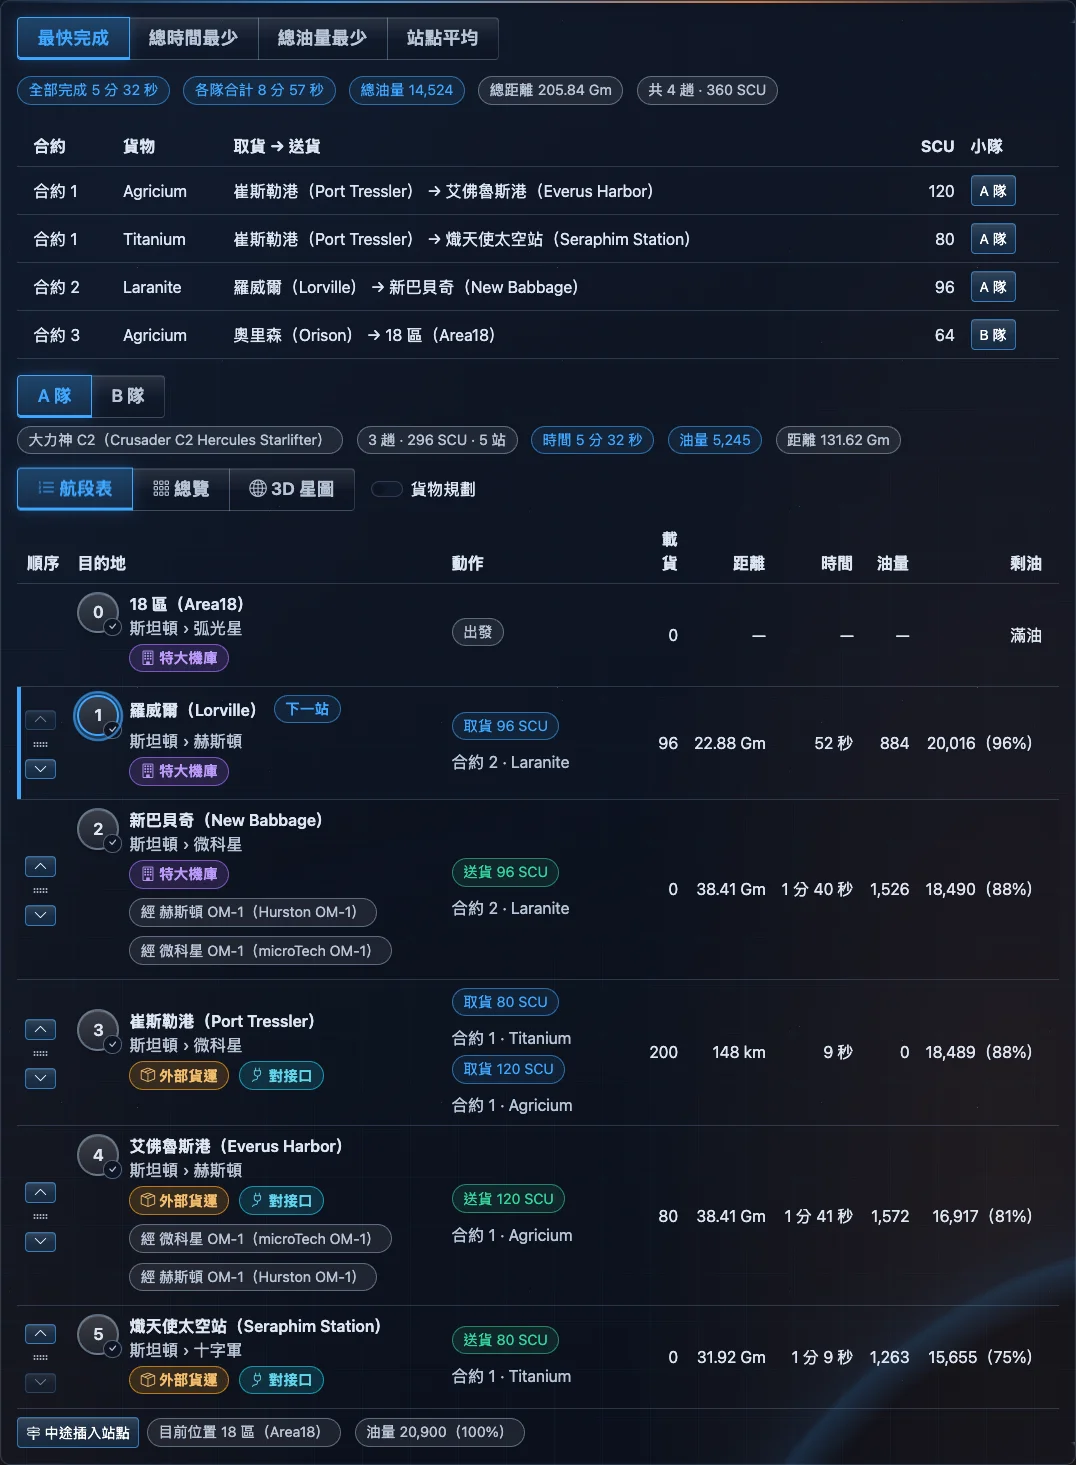 最快完成 總時間最少 總油量最少 站點平均
全部完成 5 分 32 秒 各隊合計 8 分 57 秒 總油量 14,524 總距離 205.84 Gm 共 4 趟 · 360 SCU
合約 貨物 取貨 → 送貨 SCU 小隊
合約 1 Agricium 崔斯勒港（Port Tressler） → 艾佛魯斯港（Everus Harbor） 120 A 隊
合約 1 Titanium 崔斯勒港（Port Tressler） → 熾天使太空站（Seraphim Station） 80 A 隊
合約 2 Laranite 羅威爾（Lorville） → 新巴貝奇（New Babbage） 96 A 隊
合約 3 Agricium 奧里森（Orison） → 18 區（Area18） 64 B 隊
A 隊 B 隊
大力神 C2（Crusader C2 Hercules Starlifter） 3 趟 · 296 SCU · 5 站 時間 5 分 32 秒 油量 5,245 距離 131.62 Gm
航段表 總覽 3D 星圖 貨物規劃
順序 目的地 動作 載貨 距離 時間 油量 剩油
0 18 區（Area18）
斯坦頓 › 弧光星
特大機庫
出發 0 — — — 滿油
1 羅威爾（Lorville） 下一站
斯坦頓 › 赫斯頓
特大機庫
取貨 96 SCU
合約 2 · Laranite
96 22.88 Gm 52 秒 884 20,016（96%）
2 新巴貝奇（New Babbage）
斯坦頓 › 微科星
特大機庫
經 赫斯頓 OM-1（Hurston OM-1）
經 微科星 OM-1（microTech OM-1）
送貨 96 SCU
合約 2 · Laranite
0 38.41 Gm 1 分 40 秒 1,526 18,490（88%）
3 崔斯勒港（Port Tressler）
斯坦頓 › 微科星
外部貨運 對接口
取貨 80 SCU
合約 1 · Titanium
取貨 120 SCU
合約 1 · Agricium
200 148 km 9 秒 0 18,489（88%）
4 艾佛魯斯港（Everus Harbor）
斯坦頓 › 赫斯頓
外部貨運 對接口
經 微科星 OM-1（microTech OM-1）
經 赫斯頓 OM-1（Hurston OM-1）
送貨 120 SCU
合約 1 · Agricium
80 38.41 Gm 1 分 41 秒 1,572 16,917（81%）
5 熾天使太空站（Seraphim Station）
斯坦頓 › 十字軍
外部貨運 對接口
送貨 80 SCU
合約 1 · Titanium
0 31.92 Gm 1 分 9 秒 1,263 15,655（75%）
中途插入站點 目前位置 18 區（Area18） 油量 20,900（100%）